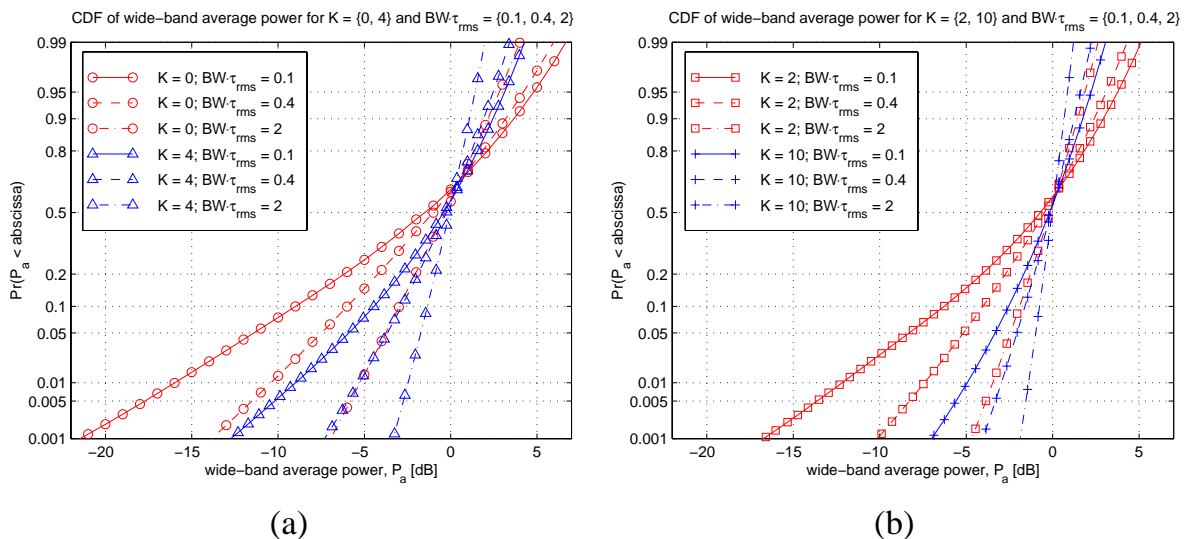 CDF of wide−band average power for K = {0, 4} and BW·τrms = {0.1, 0.4, 2}
0.99
0.95
0.9
0.8
0.5
0.2
0.1
0.05
0.01
0.005
0.001
Pr(Pa < abscissa)
K = 0; BW·τrms = 0.1
K = 0; BW·τrms = 0.4
K = 0; BW·τrms = 2
K = 4; BW·τrms = 0.1
K = 4; BW·τrms = 0.4
K = 4; BW·τrms = 2
−20
−15
−10
−5
0
5
wide−band average power, Pa [dB]
(a)
CDF of wide−band average power for K = {2, 10} and BW·τrms = {0.1, 0.4, 2}
0.99
0.95
0.9
0.8
0.5
0.2
0.1
0.05
0.01
0.005
0.001
Pr(Pa < abscissa)
K = 2; BW·τrms = 0.1
K = 2; BW·τrms = 0.4
K = 2; BW·τrms = 2
K = 10; BW·τrms = 0.1
K = 10; BW·τrms = 0.4
K = 10; BW·τrms = 2
−20
−15
−10
−5
0
5
wide−band average power, Pa [dB]
(b)